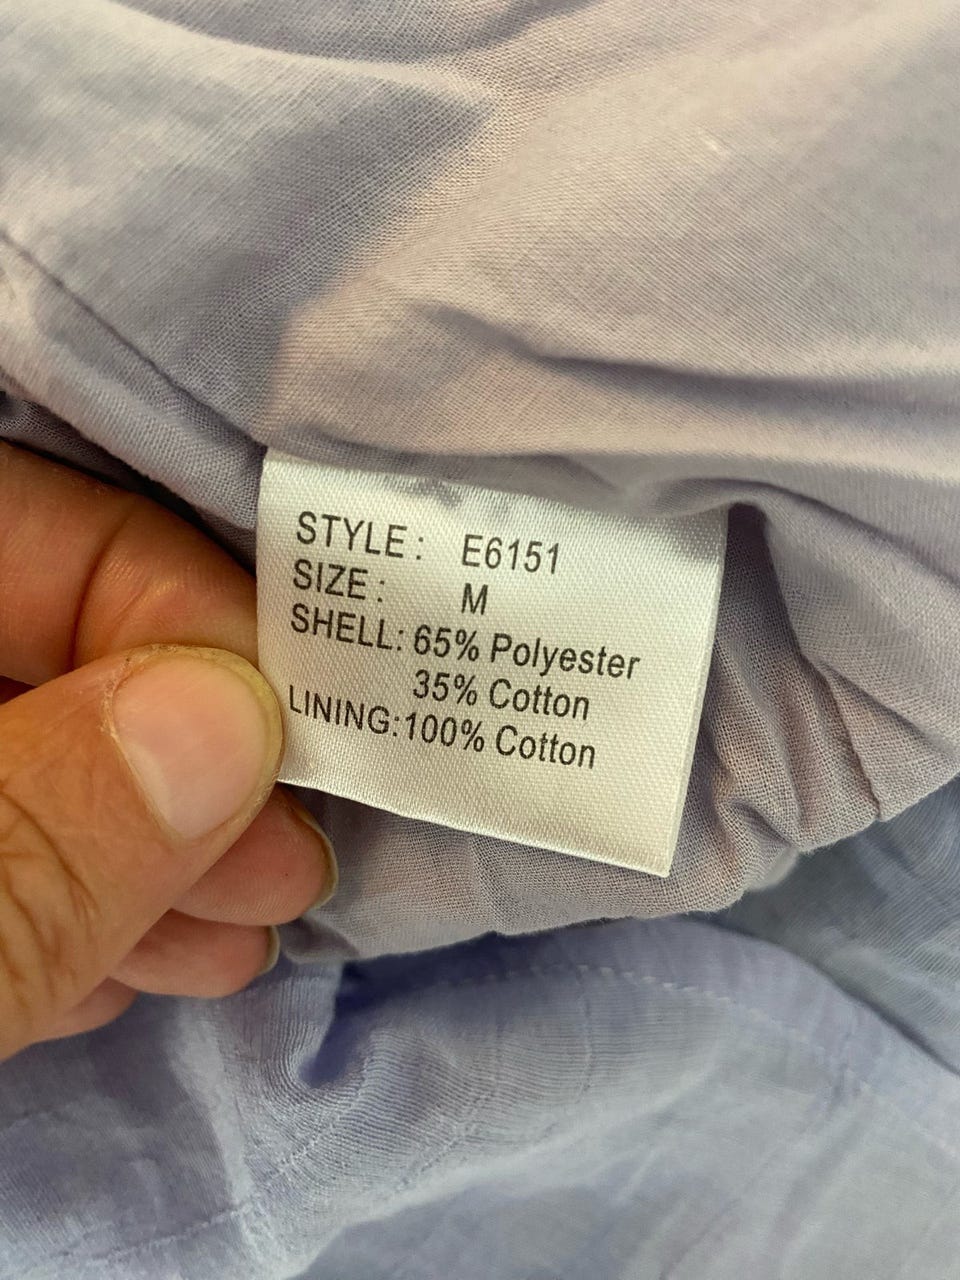 STYLE : E6151
SIZE : M
SHELL: 65% Polyester
35% Cotton
LINING:100% Cotton